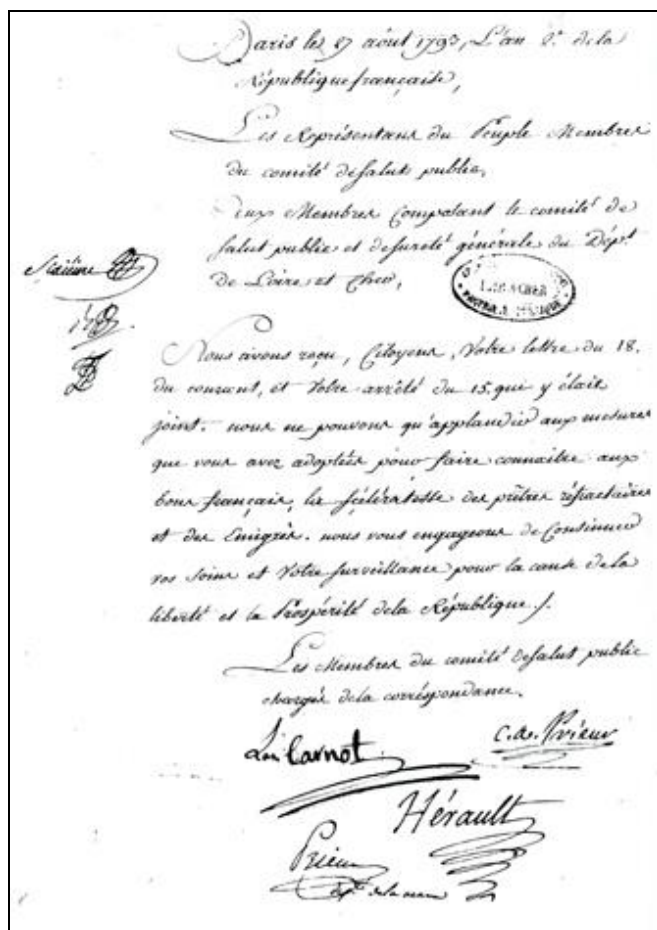 Paris le 27 août 1793, L'an 2e. de la
République française,
Les Représentans du Peuple Membres
du comité de Salut public,
aux Membres Composant le comité de
Salut public et de sureté générale du Dépt.
de Loire et Cher,
Nous avons reçu, Citoyens, Votre lettre du 18.
du courant, et Votre arrêté du 15. qui y était
joint. nous ne pouvons qu'applaudir aux mesures
que vous avez adoptées pour faire connaitre aux
bons français, la scélératesse des prêtres réfractaires
et des Emigrés. nous vous engageons de Continuer
vos soins et Votre surveillance pour la cause de la
liberté et la Prospérité de la République /.
Les Membres du comité de Salut public
chargés de la correspondance.
C.A. Prieur
L. Carnot
Hérault
Prieur
de la marne